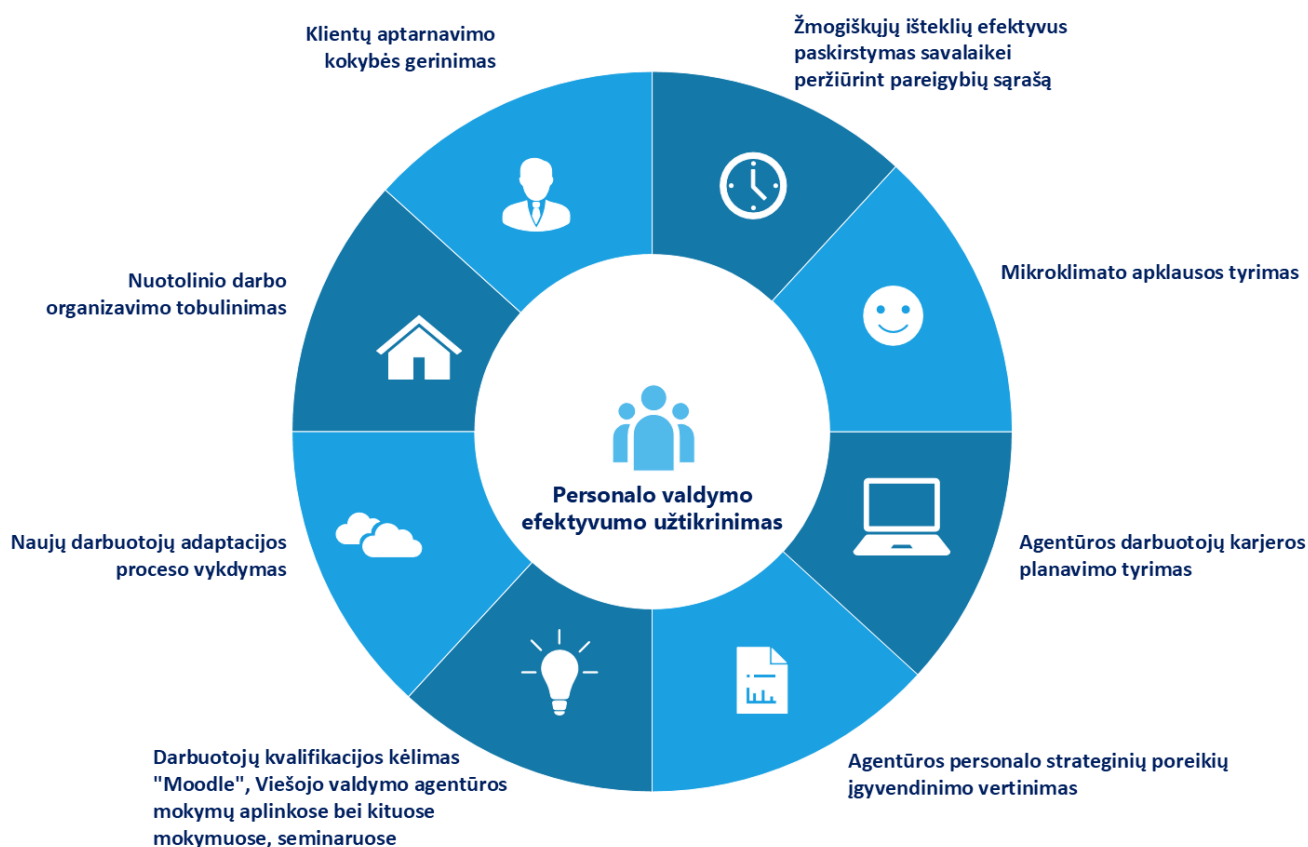 Klientų aptarnavimo
kokybės gerinimas
Žmogiškųjų išteklių efektyvus
paskirstymas savalaikei
peržiūrint pareigybių sąrašą
Nuotolinio darbo
organizavimo tobulinimas
Mikroklimato apklausos tyrimas
Personalo valdymo
efektyvumo užtikrinimas
Naujų darbuotojų adaptacijos
proceso vykdymas
Agentūros darbuotojų karjeros
planavimo tyrimas
Darbuotojų kvalifikacijos kėlimas
"Moodle", Viešojo valdymo agentūros
mokymų aplinkose bei kituose
mokymuose, seminaruose
Agentūros personalo strateginių poreikių
įgyvendinimo vertinimas